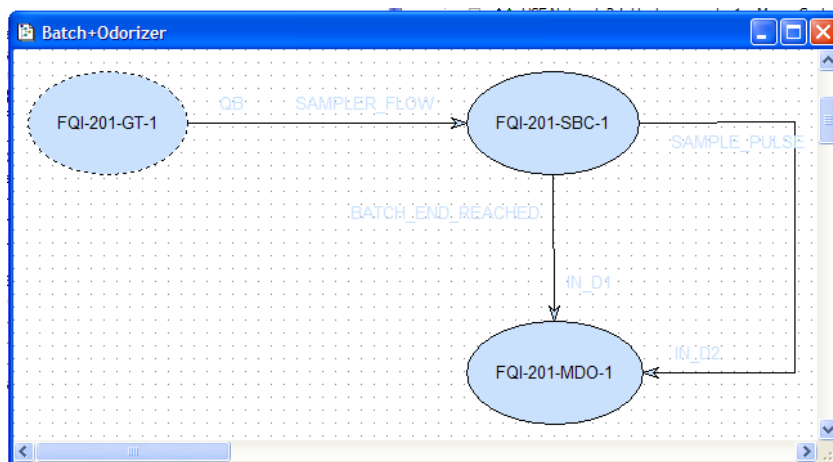 Batch+Odorizer
FQI-201-GT-1
QB
SAMPLER_FLOW
FQI-201-SBC-1
SAMPLE_PULSE
BATCH_END_REACHED
IN_D1
IN_D2
FQI-201-MDO-1